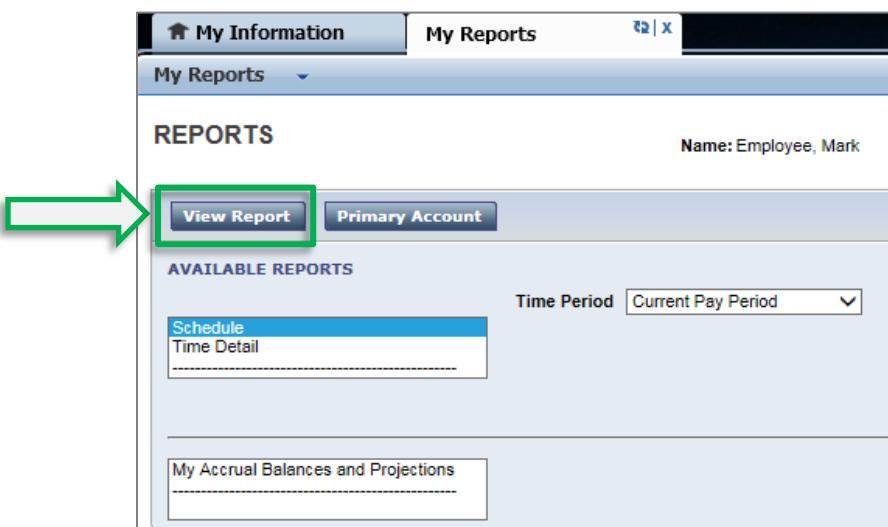 My Information
My Reports
x
My Reports
REPORTS
Name: Employee, Mark
View Report
Primary Account
AVAILABLE REPORTS
Time Period Current Pay Period
Schedule
Time Detail
--------------------------------------------------
My Accrual Balances and Projections
--------------------------------------------------